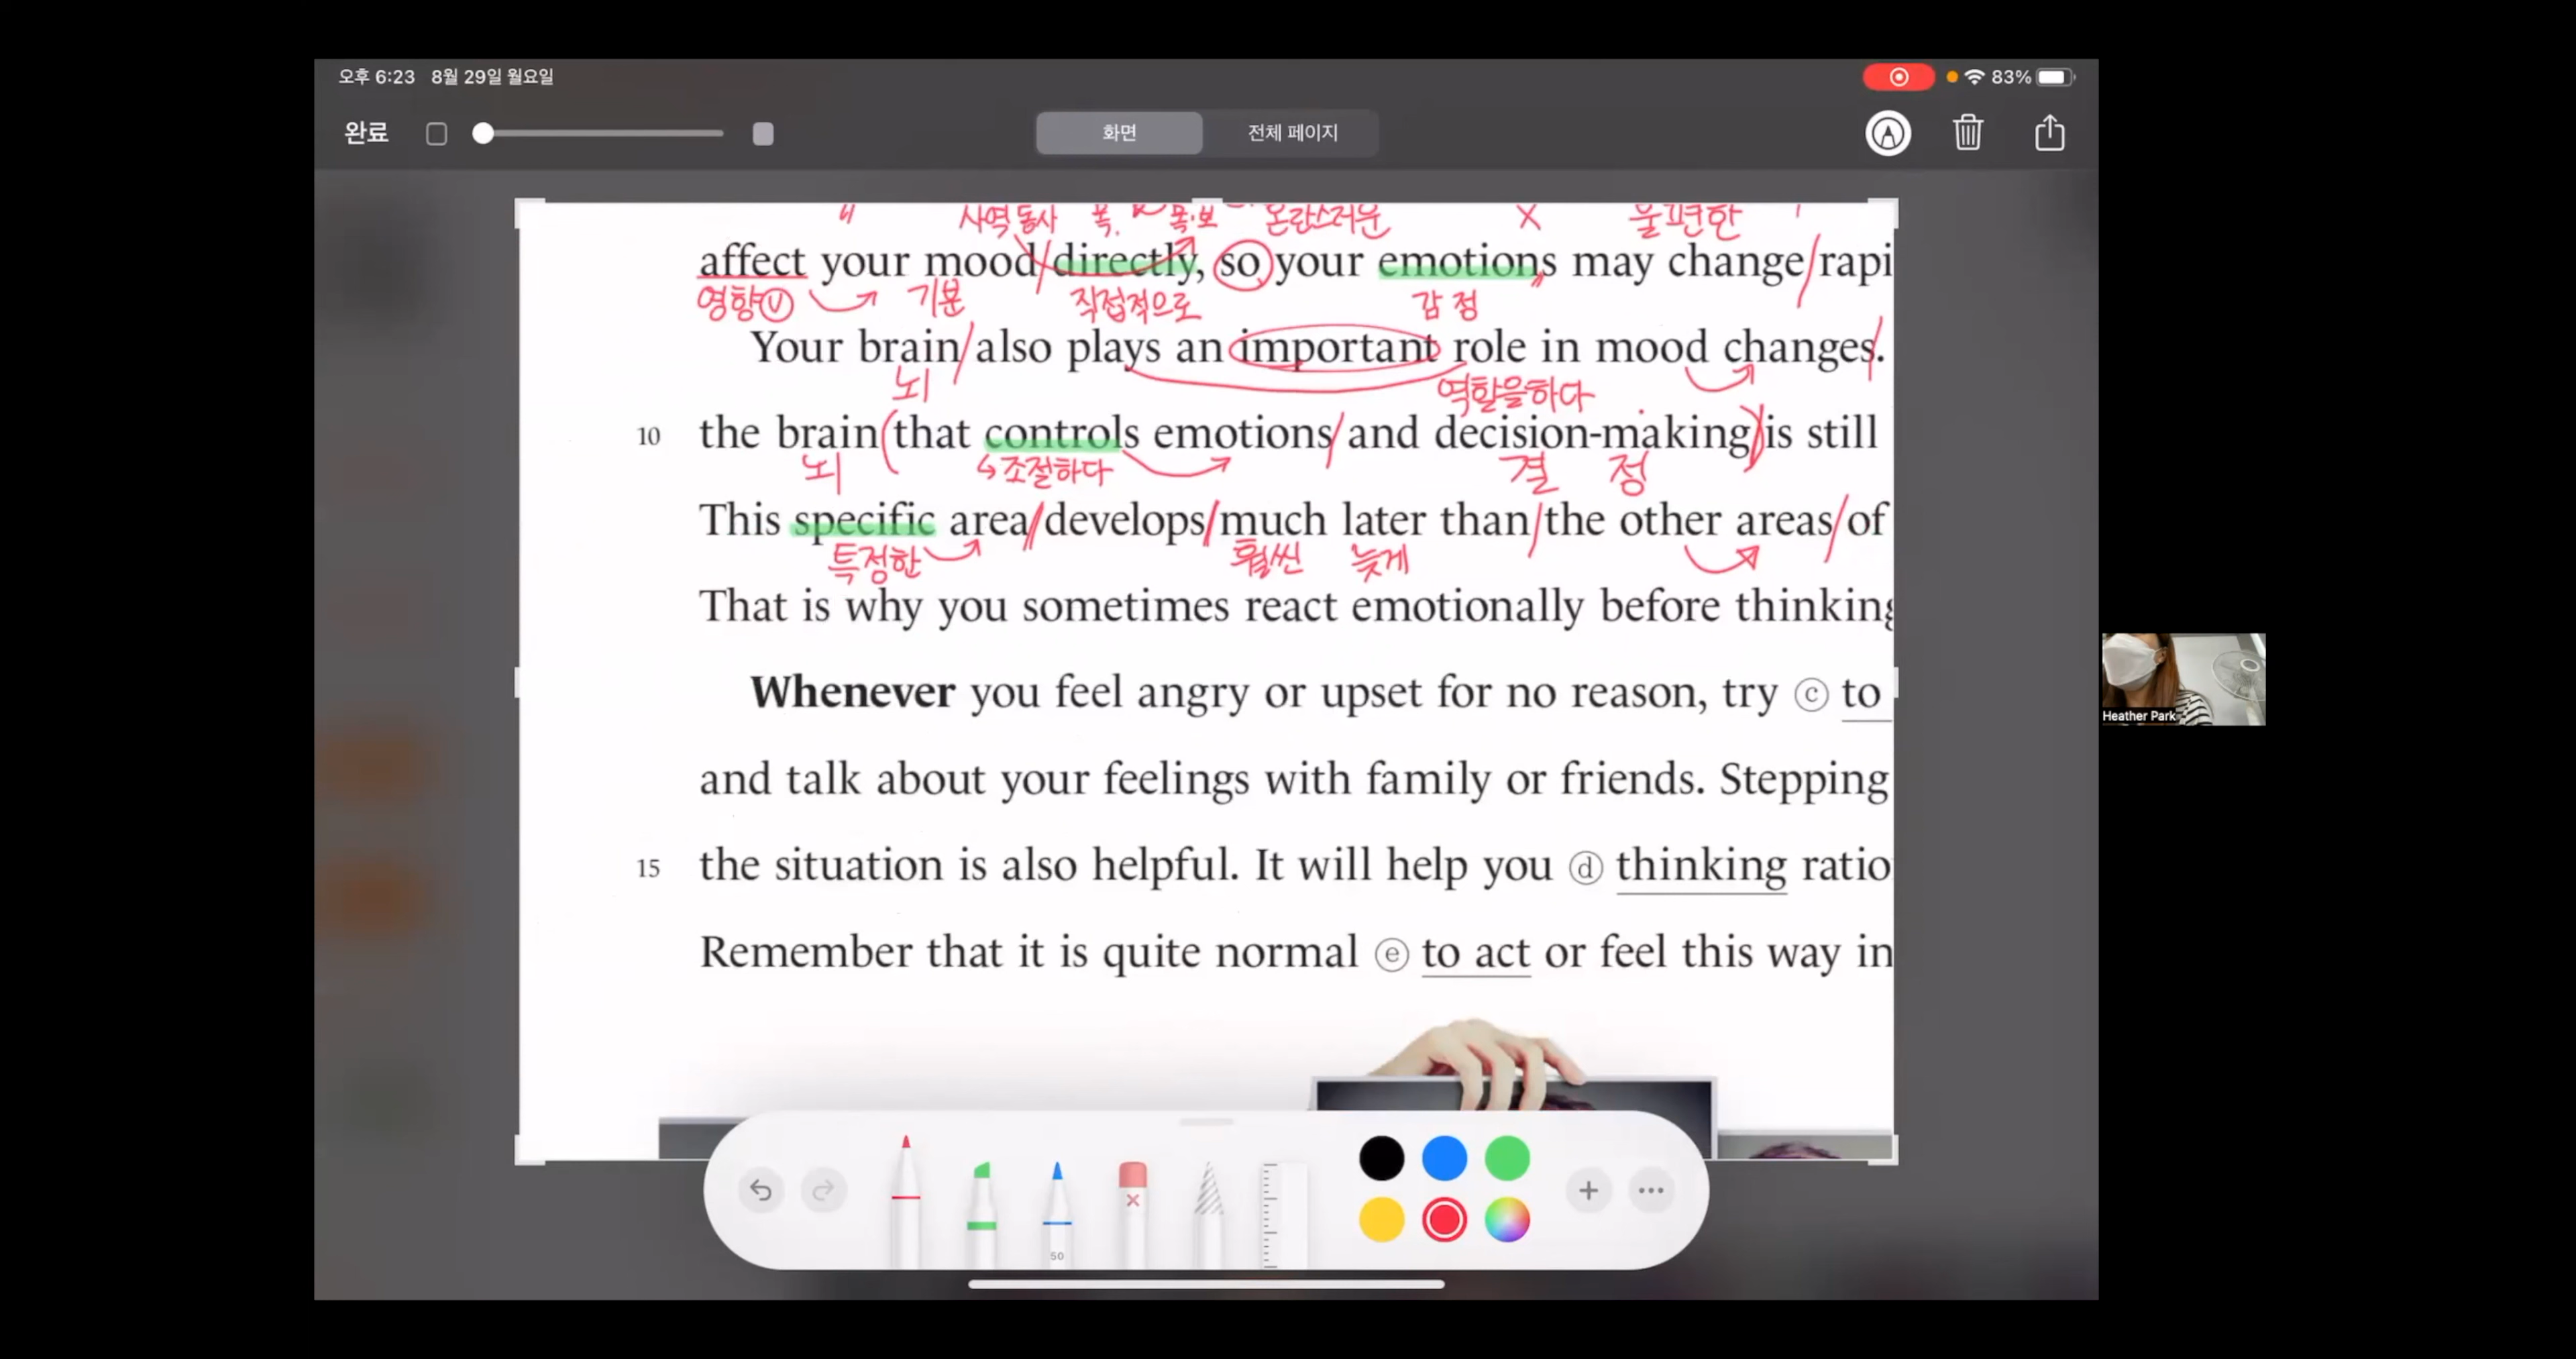 오후 6:23 8월 29일 월요일
83%
완료
화면 전체 페이지
사역동사 목. 목·보 혼란스러운 X 불편한
affect your mood directly, so your emotions may change rapi
영향ⓥ 기분 직접적으로 감정
Your brain also plays an important role in mood changes.
뇌 역할을하다
10 the brain that controls emotions and decision-making is still
뇌 조절하다 결 정
This specific area develops much later than the other areas of
특정한 훨씬 늦게
That is why you sometimes react emotionally before thinking
Whenever you feel angry or upset for no reason, try ⓒ to
and talk about your feelings with family or friends. Stepping
15 the situation is also helpful. It will help you ⓓ thinking ratio
Remember that it is quite normal ⓔ to act or feel this way in
Heather Park
50